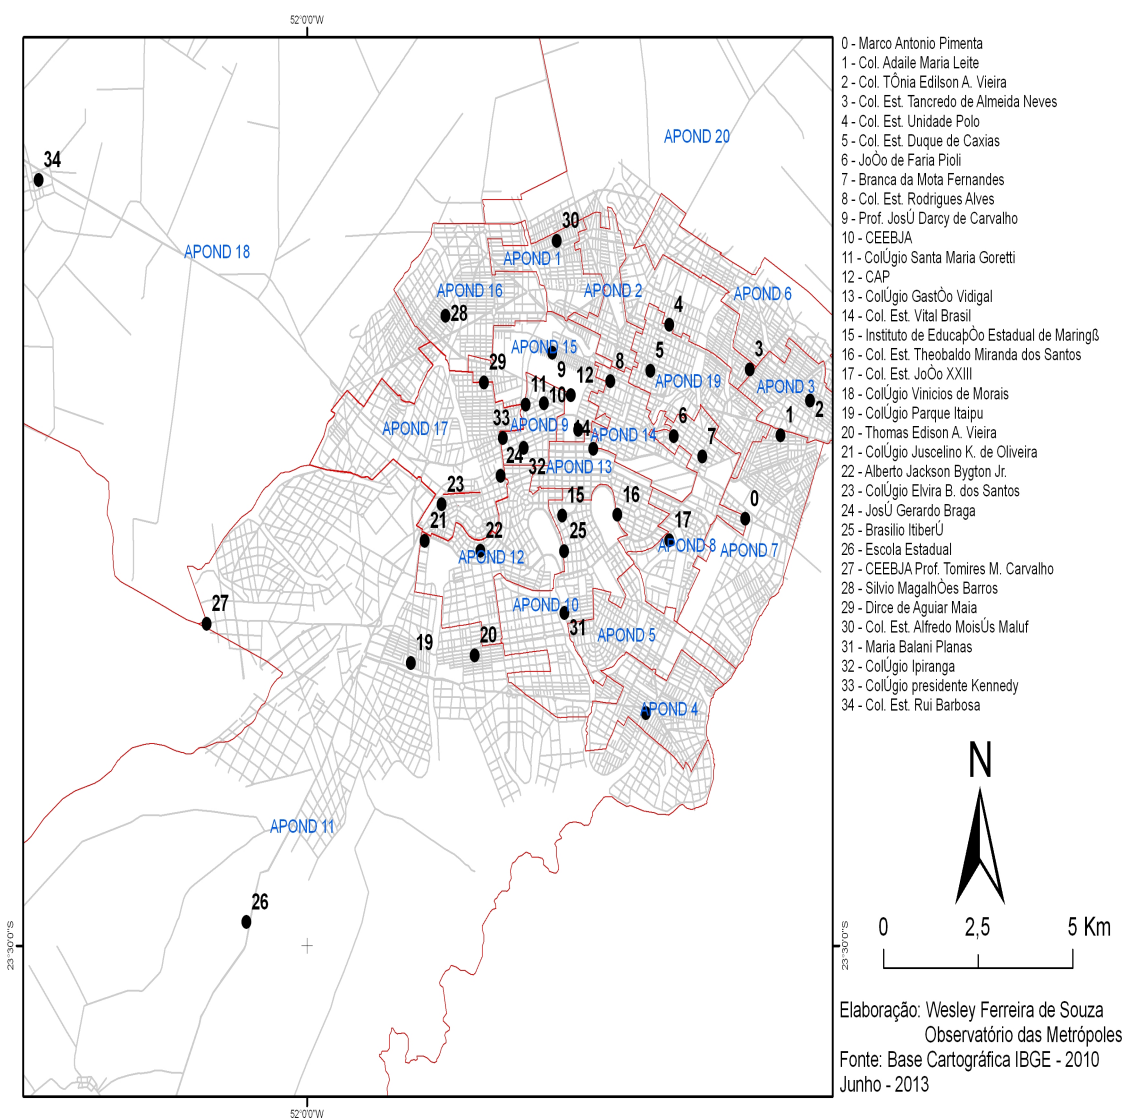 52°0'0"W
0 - Marco Antonio Pimenta
1 - Col. Adaile Maria Leite
2 - Col. TÔnia Edilson A. Vieira
3 - Col. Est. Tancredo de Almeida Neves
4 - Col. Est. Unidade Polo
5 - Col. Est. Duque de Caxias
6 - JoÒo de Faria Pioli
7 - Branca da Mota Fernandes
8 - Col. Est. Rodrigues Alves
9 - Prof. JosÚ Darcy de Carvalho
10 - CEEBJA
11 - ColÚgio Santa Maria Goretti
12 - CAP
13 - ColÚgio GastÒo Vidigal
14 - Col. Est. Vital Brasil
15 - Instituto de EducaþÒo Estadual de Maringß
16 - Col. Est. Theobaldo Miranda dos Santos
17 - Col. Est. JoÒo XXIII
18 - ColÚgio Vinicios de Morais
19 - ColÚgio Parque Itaipu
20 - Thomas Edison A. Vieira
21 - ColÚgio Juscelino K. de Oliveira
22 - Alberto Jackson Bygton Jr.
23 - ColÚgio Elvira B. dos Santos
24 - JosÚ Gerardo Braga
25 - Brasilio ItiberÚ
26 - Escola Estadual
27 - CEEBJA Prof. Tomires M. Carvalho
28 - Silvio MagalhÒes Barros
29 - Dirce de Aguiar Maia
30 - Col. Est. Alfredo MoisÚs Maluf
31 - Maria Balani Planas
32 - ColÚgio Ipiranga
33 - ColÚgio presidente Kennedy
34 - Col. Est. Rui Barbosa
APOND 20
34
30
APOND 18
APOND 1
APOND 16
APOND 2
APOND 6
4
28
APOND 15
5
3
29
9
12
8
APOND 19
APOND 3
11
10
2
33
APOND 9
6
1
APOND 17
APOND 14
7
24
32
APOND 13
23
15
16
0
21
22
25
17
APOND 12
APOND 8
APOND 7
27
APOND 10
31
APOND 5
19
20
APOND 4
APOND 11
26
N
0
2,5
5 Km
23°30'0"S
23°30'0"S
Elaboração: Wesley Ferreira de Souza
Observatório das Metrópoles
Fonte: Base Cartográfica IBGE - 2010
Junho - 2013
52°0'0"W